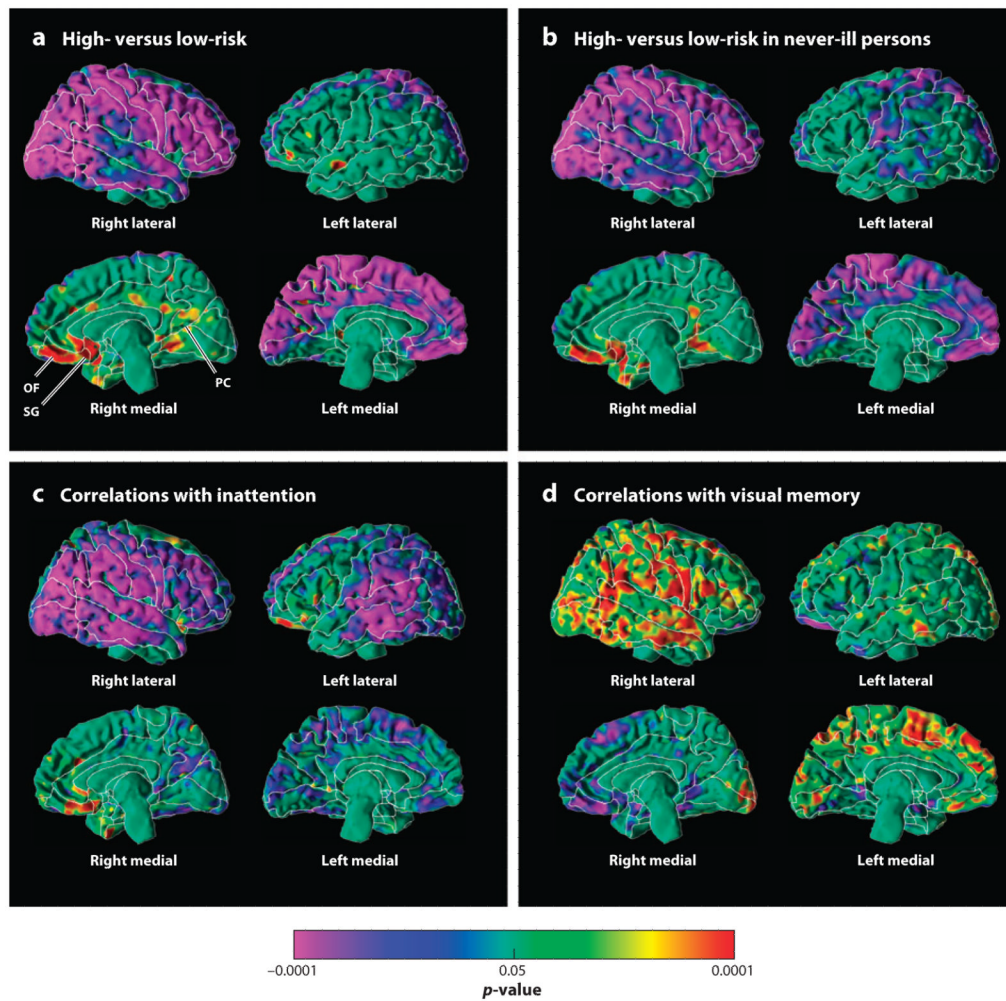 a High- versus low-risk
Right lateral
Left lateral
OF
SG
PC
Right medial
Left medial
b High- versus low-risk in never-ill persons
Right lateral
Left lateral
Right medial
Left medial
c Correlations with inattention
Right lateral
Left lateral
Right medial
Left medial
d Correlations with visual memory
Right lateral
Left lateral
Right medial
Left medial
–0.0001
0.05
0.0001
p-value